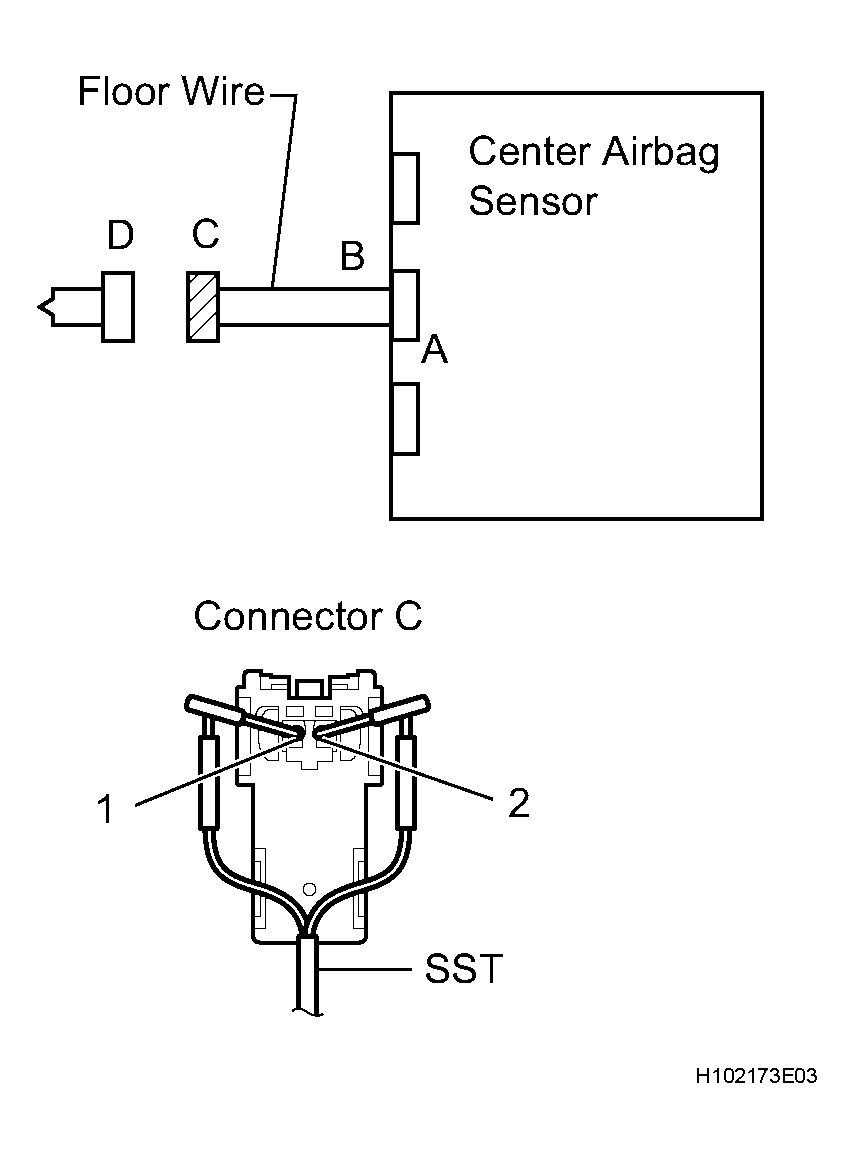 Floor Wire
Center Airbag
Sensor
D
C
B
A
Connector C
1
2
SST
H102173E03